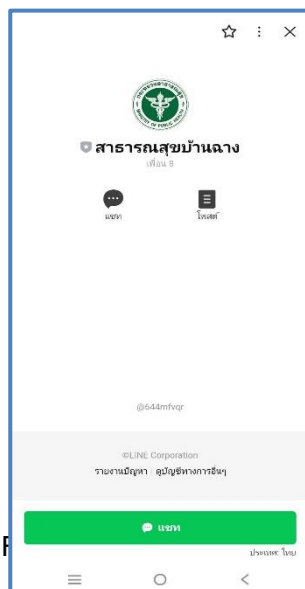 สาธารณสุขบ้านฉาง
เพื่อน 8
แชท โพสต์
@644mfvqr
©LINE Corporation
รายงานปัญหา ดูบัญชีทางการอื่นๆ
แชท
ประเทศ: ไทย